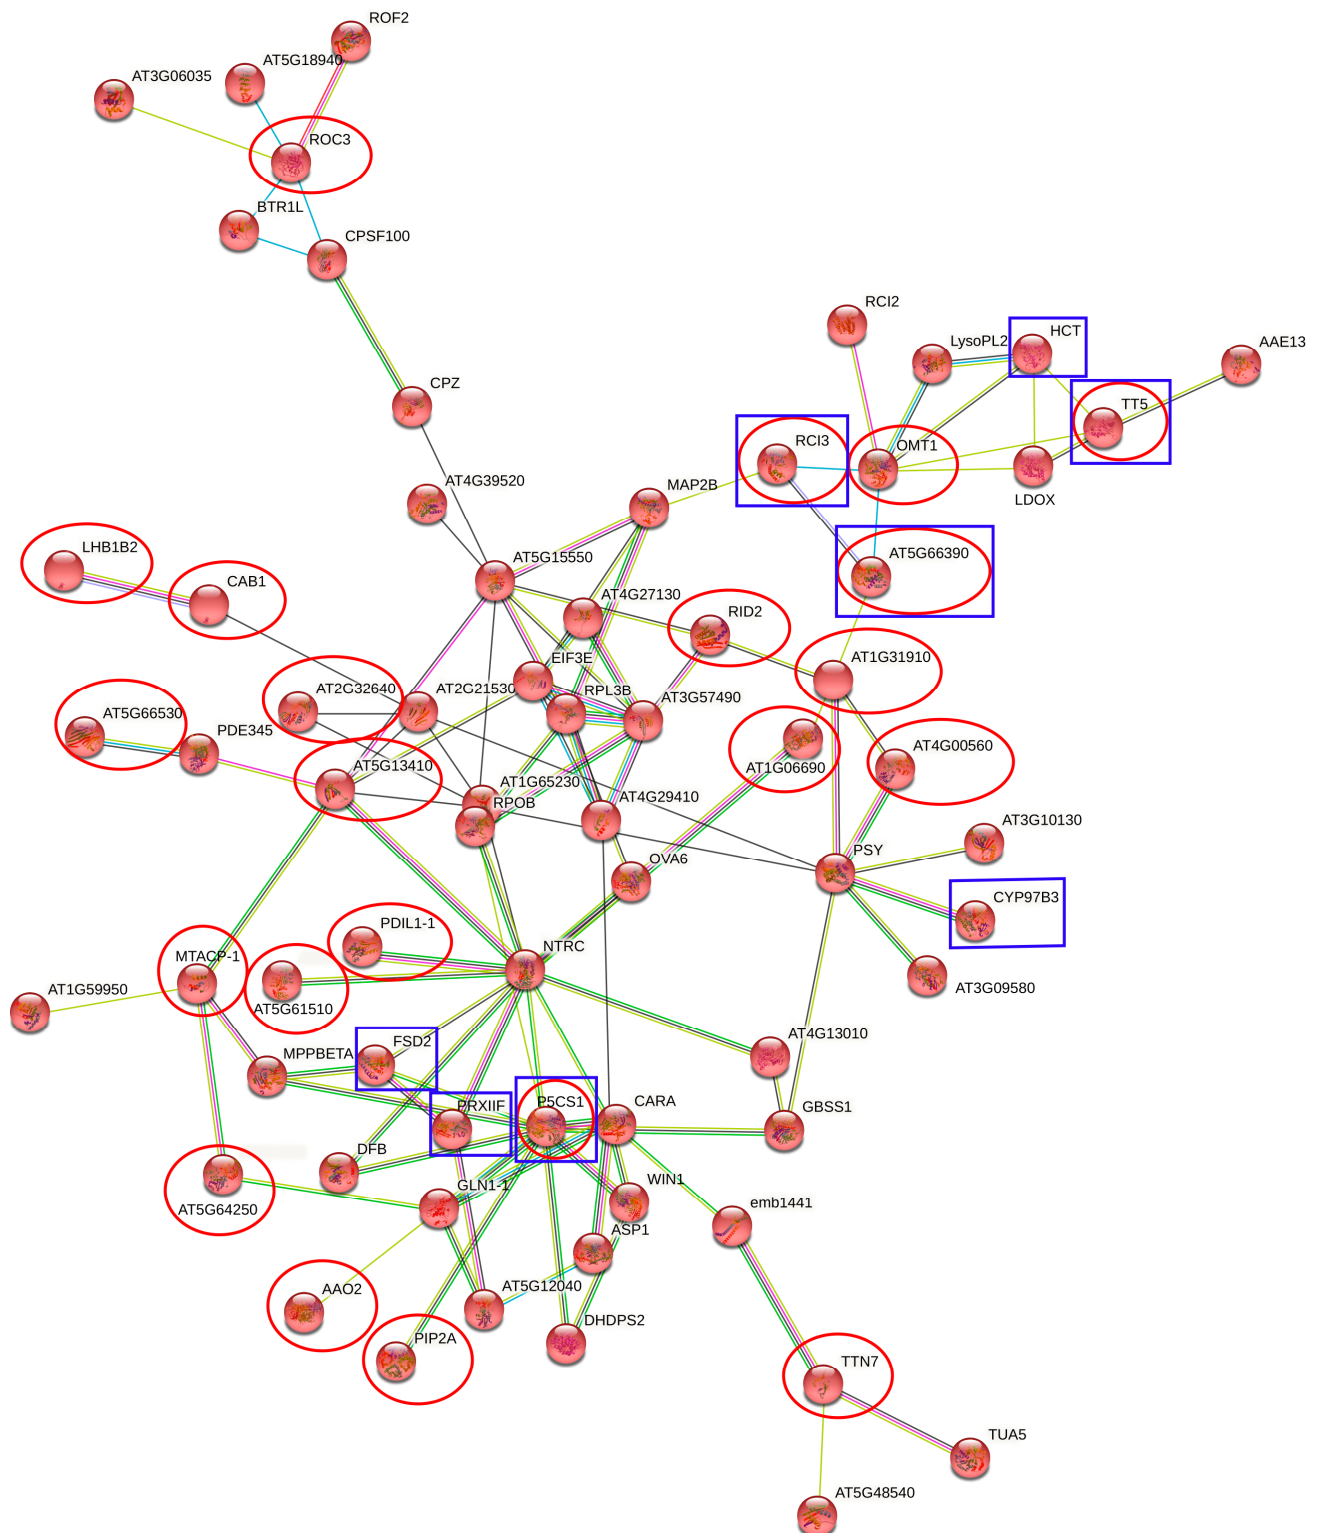 ROF2
AT5G18940
AT3G06035
ROC3
BTR1L
CPSF100
RCI2
HCT
LysoPL2
AAE13
CPZ
TT5
RCI3
OMT1
AT4G39520
MAP2B
LDOX
LHB1B2
AT5G15550
AT5G66390
CAB1
AT4G27130
RID2
EIF3E
AT1G31910
AT2C32640
AT2G21530
RPL3B
AT3G57490
AT5G66530
PDE345
AT5G13410
AT1G06690
AT4G00560
AT1G65230
RPOB
AT4G29410
AT3G10130
OVA6
PSY
CYP97B3
PDIL1-1
NTRC
MTACP-1
AT1G59950
AT5G61510
AT3G09580
FSD2
AT4G13010
MPPBETA
PRXIIF
P5CS1
CARA
GBSS1
DFB
GLN1-1
WIN1
emb1441
AT5G64250
ASP1
AAO2
AT5G12040
DHDPS2
PIP2A
TTN7
TUA5
AT5G48540